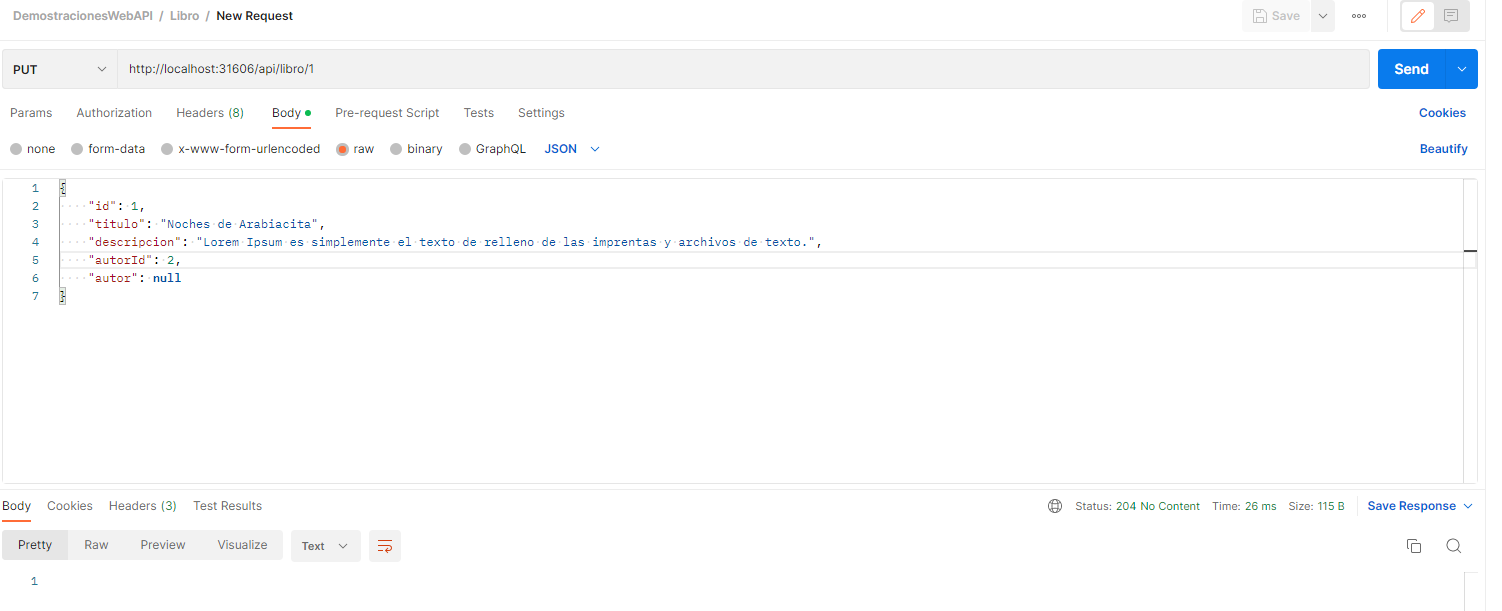 DemostracionesWebAPI / Libro / New Request
Save
PUT
http://localhost:31606/api/libro/1
Send
Params Authorization Headers (8) Body Pre-request Script Tests Settings Cookies
none form-data x-www-form-urlencoded raw binary GraphQL JSON Beautify
1 {
2 "id": 1,
3 "titulo": "Noches de Arabiacita",
4 "descripcion": "Lorem Ipsum es simplemente el texto de relleno de las imprentas y archivos de texto.",
5 "autorId": 2,
6 "autor": null
7 }
Body Cookies Headers (3) Test Results Status: 204 No Content Time: 26 ms Size: 115 B Save Response
Pretty Raw Preview Visualize Text
1